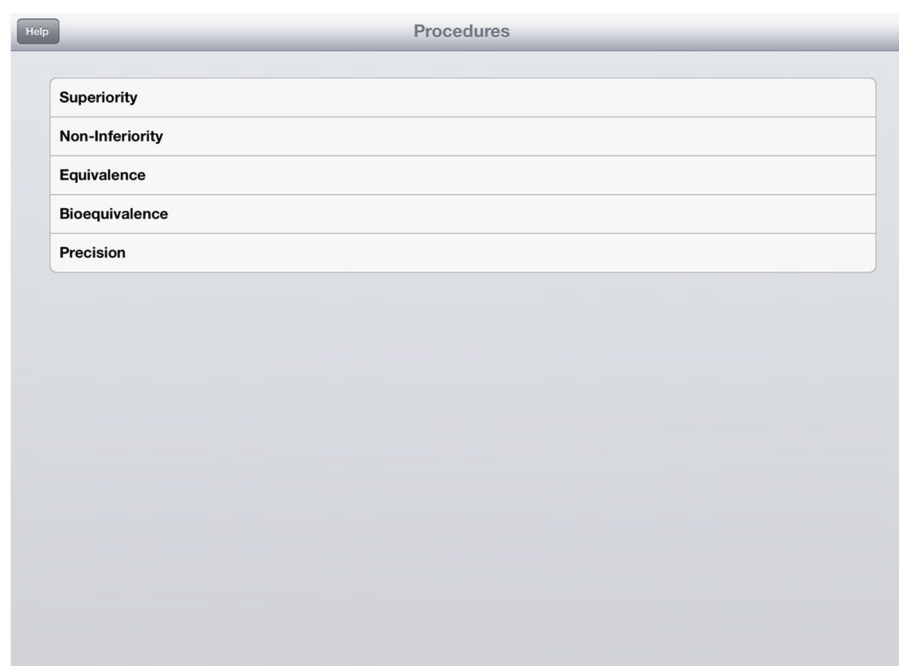 Help
Procedures
Superiority
Non-Inferiority
Equivalence
Bioequivalence
Precision